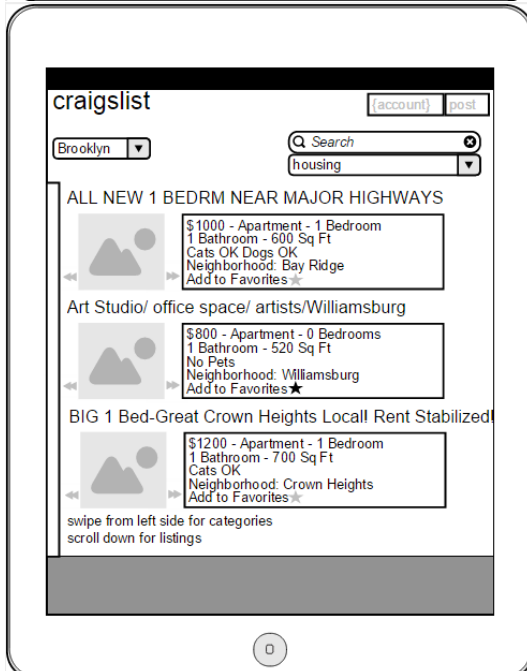 craigslist
{account} post
Brooklyn
Search
housing
ALL NEW 1 BEDRM NEAR MAJOR HIGHWAYS
$1000 - Apartment - 1 Bedroom
1 Bathroom - 600 Sq Ft
Cats OK Dogs OK
Neighborhood: Bay Ridge
Add to Favorites
Art Studio/ office space/ artists/Williamsburg
$800 - Apartment - 0 Bedrooms
1 Bathroom - 520 Sq Ft
No Pets
Neighborhood: Williamsburg
Add to Favorites
BIG 1 Bed-Great Crown Heights Local! Rent Stabilized!
$1200 - Apartment - 1 Bedroom
1 Bathroom - 700 Sq Ft
Cats OK
Neighborhood: Crown Heights
Add to Favorites
swipe from left side for categories
scroll down for listings